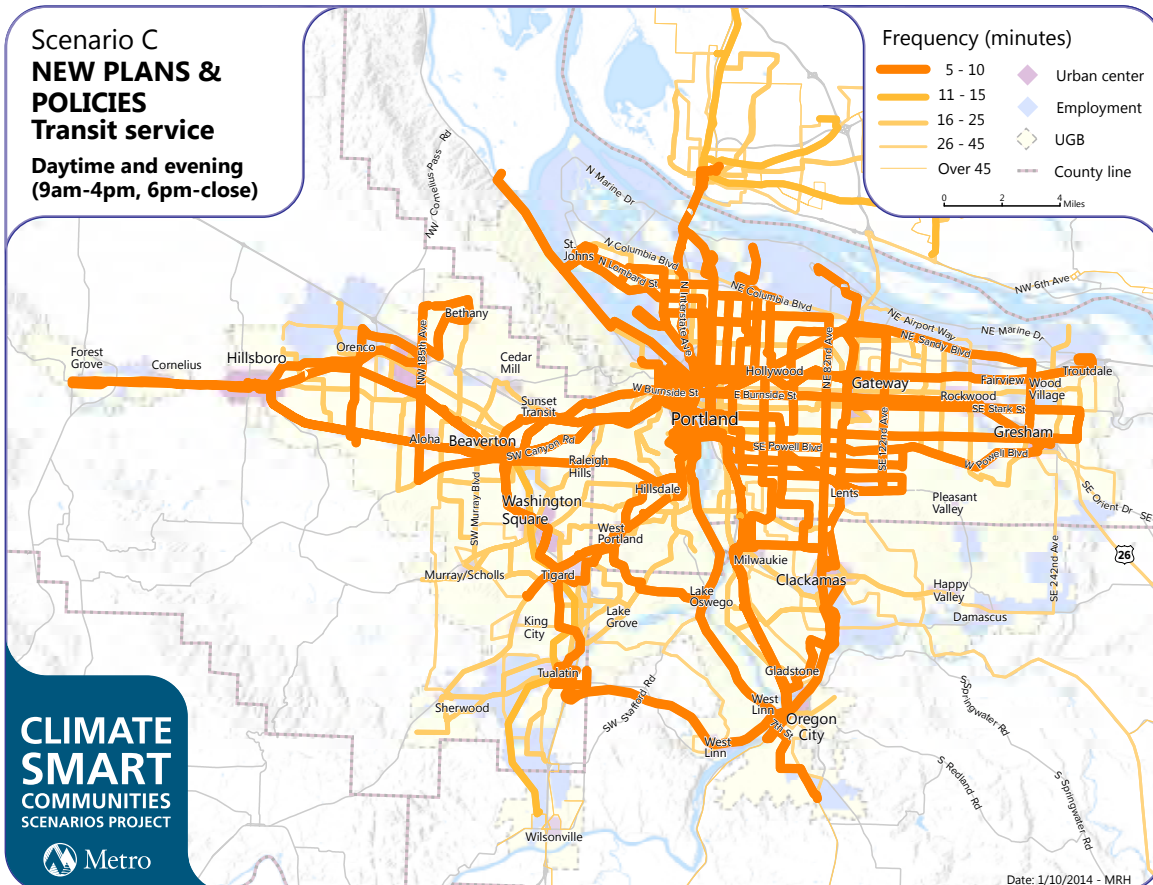 Scenario C
NEW PLANS &
POLICIES
Transit service
Daytime and evening
(9am-4pm, 6pm-close)
Frequency (minutes)
5 - 10
11 - 15
16 - 25
26 - 45
Over 45
Urban center
Employment
UGB
County line
0 2 4 Miles
NW Cornelius Pass Rd
N Marine Dr
St.
Johns
N Columbia Blvd
N Lombard St
N Interstate Ave
NE Columbia Blvd
NE 82nd Ave
NW 6th Ave
NE Airport Way
NE Marine Dr
NE Sandy Blvd
Bethany
NW 185th Ave
Forest
Grove
Cornelius
Hillsboro
Orenco
Cedar
Mill
Hollywood
Gateway
Fairview
Troutdale
Wood
Village
Rockwood
W Burnside St
E Burnside St
SE Stark St
Sunset
Transit
Portland
Gresham
Aloha
Beaverton
SW Canyon Rd
SE Powell Blvd
SE 122nd Ave
W Powell Blvd
Raleigh
Hills
SW Murray Blvd
Hillsdale
Lents
Pleasant
Valley
SE Orient Dr
SE
Washington
Square
West
Portland
26
SE 242nd Ave
Murray/Scholls
Tigard
Milwaukie
Clackamas
Happy
Valley
Damascus
Lake
Oswego
Lake
Grove
King
City
Tualatin
Gladstone
SW Stafford Rd
Sherwood
West
Linn
7th St
Oregon
City
West
Linn
S Springwater Rd
S Redland Rd
S Springwater Rd
Wilsonville
CLIMATE
SMART
COMMUNITIES
SCENARIOS PROJECT
Metro
Date: 1/10/2014 - MRH